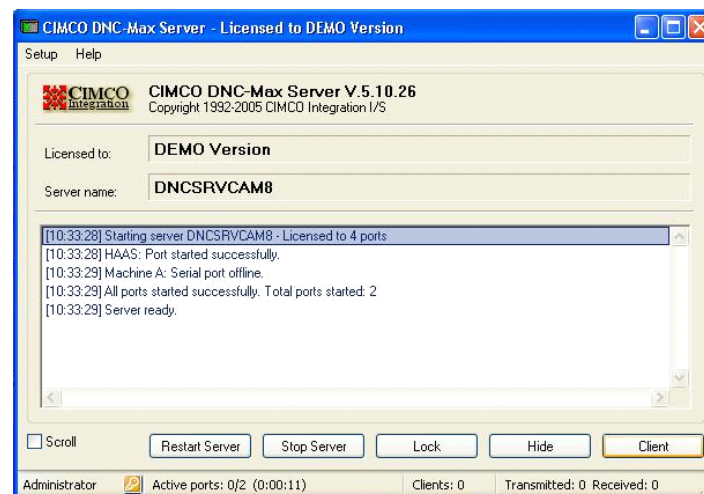 CIMCO DNC-Max Server - Licensed to DEMO Version
Setup Help
CIMCO
Integration
CIMCO DNC-Max Server V.5.10.26
Copyright 1992-2005 CIMCO Integration I/S
Licensed to:
DEMO Version
Server name:
DNCSRVCAM8
[10:33:28] Starting server DNCSRVCAM8 - Licensed to 4 ports
[10:33:28] HAAS: Port started successfully.
[10:33:29] Machine A: Serial port offline.
[10:33:29] All ports started successfully. Total ports started: 2
[10:33:29] Server ready.
Scroll
Restart Server Stop Server Lock Hide Client
Administrator Active ports: 0/2 (0:00:11) Clients: 0 Transmitted: 0 Received: 0